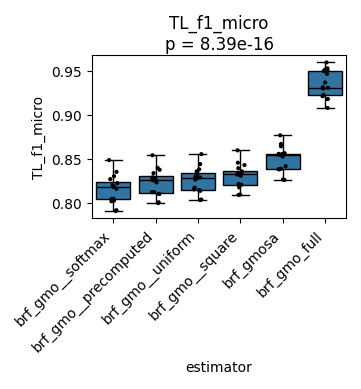 TL_f1_micro
p = 8.39e-16
TL_f1_micro
0.95
0.90
0.85
0.80
brf_gmo__softmax
brf_gmo__precomputed
brf_gmo__uniform
brf_gmo__square
brf_gmosa
brf_gmo_full
estimator